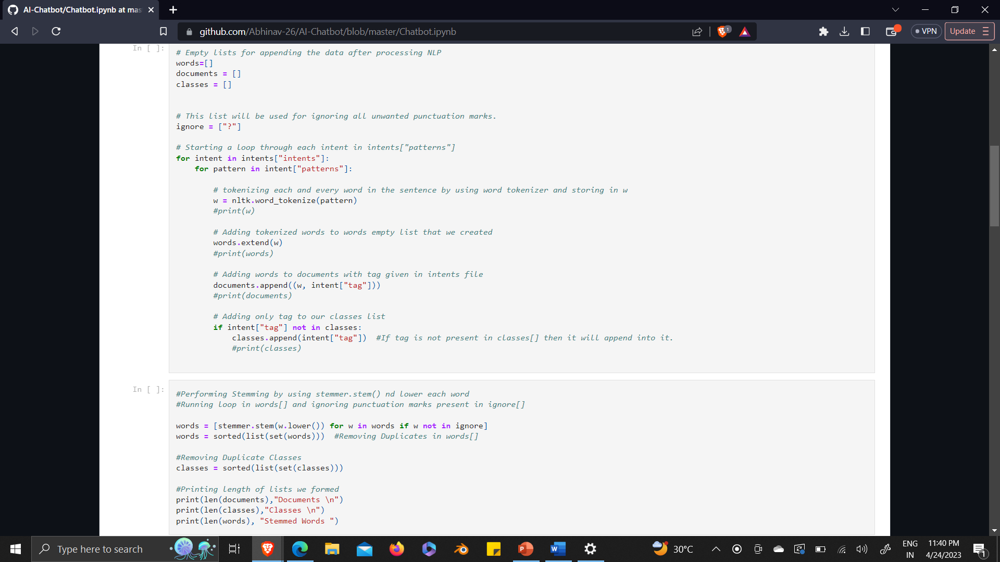 AI-Chatbot/Chatbot.ipynb at mas
github.com/Abhinav-26/AI-Chatbot/blob/master/Chatbot.ipynb
1
VPN
Update
In [ ]:
# Empty lists for appending the data after processing NLP
words=[]
documents = []
classes = []
# This list will be used for ignoring all unwanted punctuation marks.
ignore = ["?"]
# Starting a loop through each intent in intents["patterns"]
for intent in intents["intents"]:
for pattern in intent["patterns"]:
# tokenizing each and every word in the sentence by using word tokenizer and storing in w
w = nltk.word_tokenize(pattern)
#print(w)
# Adding tokenized words to words empty list that we created
words.extend(w)
#print(words)
# Adding words to documents with tag given in intents file
documents.append((w, intent["tag"]))
#print(documents)
# Adding only tag to our classes list
if intent["tag"] not in classes:
classes.append(intent["tag"])  #If tag is not present in classes[] then it will append into it.
#print(classes)
In [ ]:
#Performing Stemming by using stemmer.stem() nd lower each word
#Running loop in words[] and ignoring punctuation marks present in ignore[]
words = [stemmer.stem(w.lower()) for w in words if w not in ignore]
words = sorted(list(set(words)))  #Removing Duplicates in words[]
#Removing Duplicate Classes
classes = sorted(list(set(classes)))
#Printing length of lists we formed
print(len(documents),"Documents \n")
print(len(classes),"Classes \n")
print(len(words), "Stemmed Words ")
Type here to search
30°C
ENG
IN
11:40 PM
4/24/2023
1